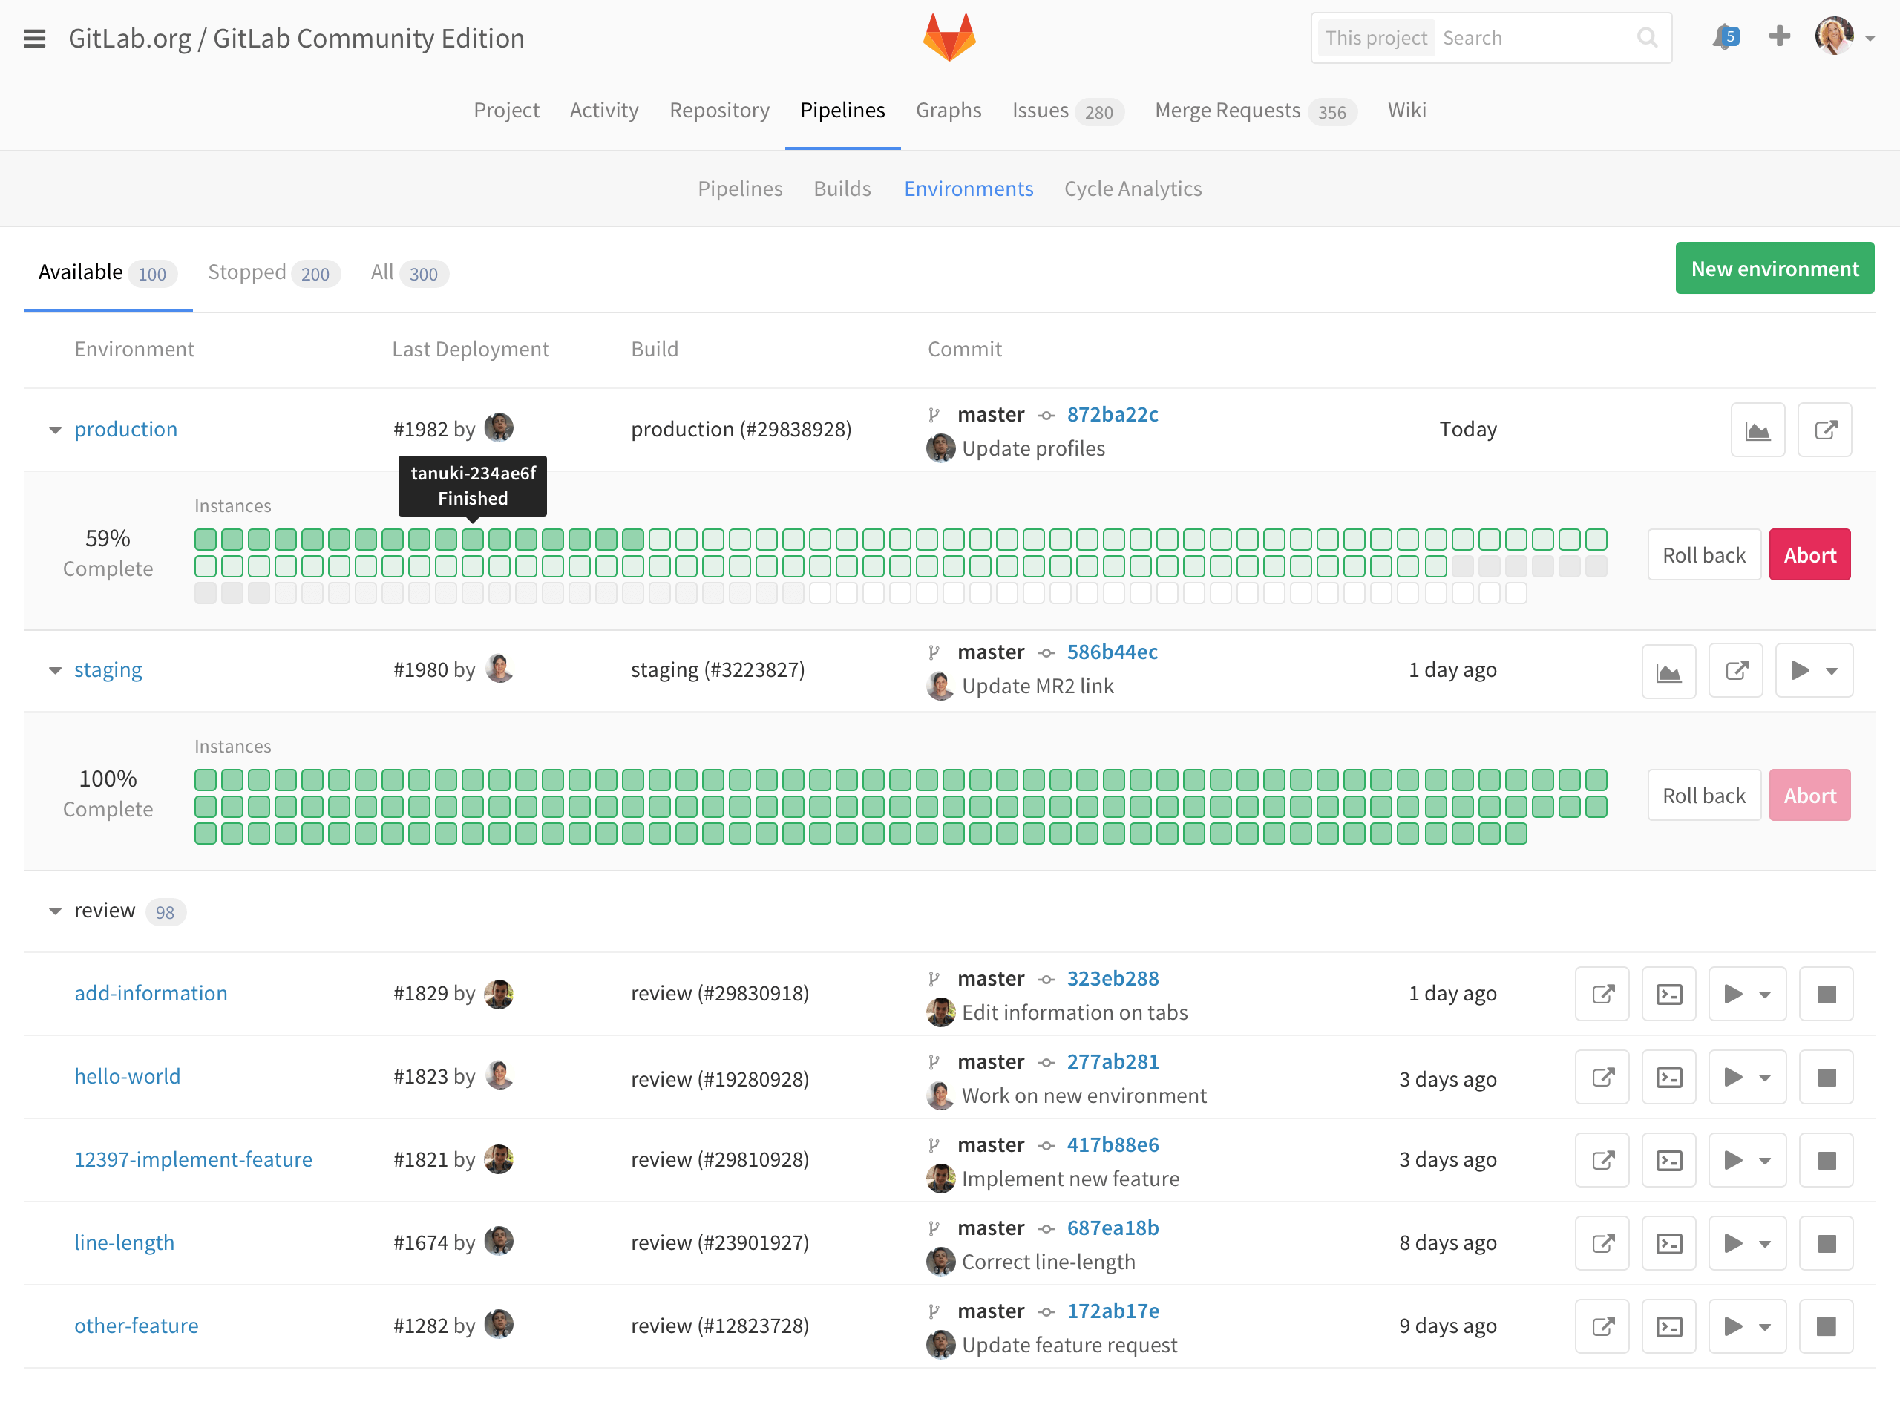 GitLab.org / GitLab Community Edition
This project Search
5
Project Activity Repository Pipelines Graphs Issues 280 Merge Requests 356 Wiki
Pipelines Builds Environments Cycle Analytics
Available 100 Stopped 200 All 300
New environment
Environment Last Deployment Build Commit
production #1982 by production (#29838928) master 872ba22c Today
Update profiles
tanuki-234ae6f
Finished
Instances
59%
Complete
Roll back Abort
staging #1980 by staging (#3223827) master 586b44ec 1 day ago
Update MR2 link
Instances
100%
Complete
Roll back Abort
review 98
add-information #1829 by review (#29830918) master 323eb288 1 day ago
Edit information on tabs
hello-world #1823 by review (#19280928) master 277ab281 3 days ago
Work on new environment
12397-implement-feature #1821 by review (#29810928) master 417b88e6 3 days ago
Implement new feature
line-length #1674 by review (#23901927) master 687ea18b 8 days ago
Correct line-length
other-feature #1282 by review (#12823728) master 172ab17e 9 days ago
Update feature request